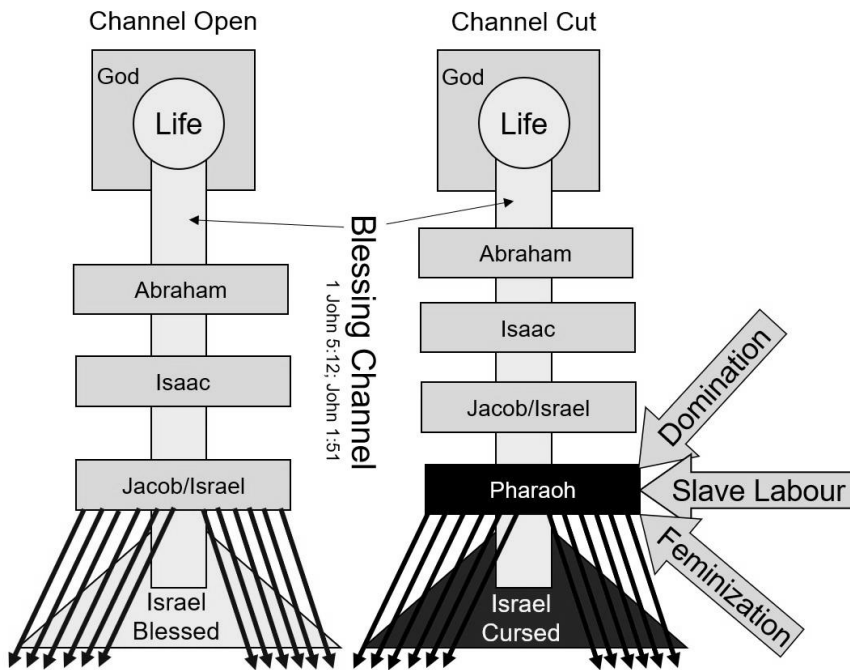 Channel Open
God
Life
Abraham
Isaac
Jacob/Israel
Israel
Blessed
Blessing Channel
1 John 5:12; John 1:51
Channel Cut
God
Life
Abraham
Isaac
Jacob/Israel
Pharaoh
Israel
Cursed
Domination
Slave Labour
Feminization